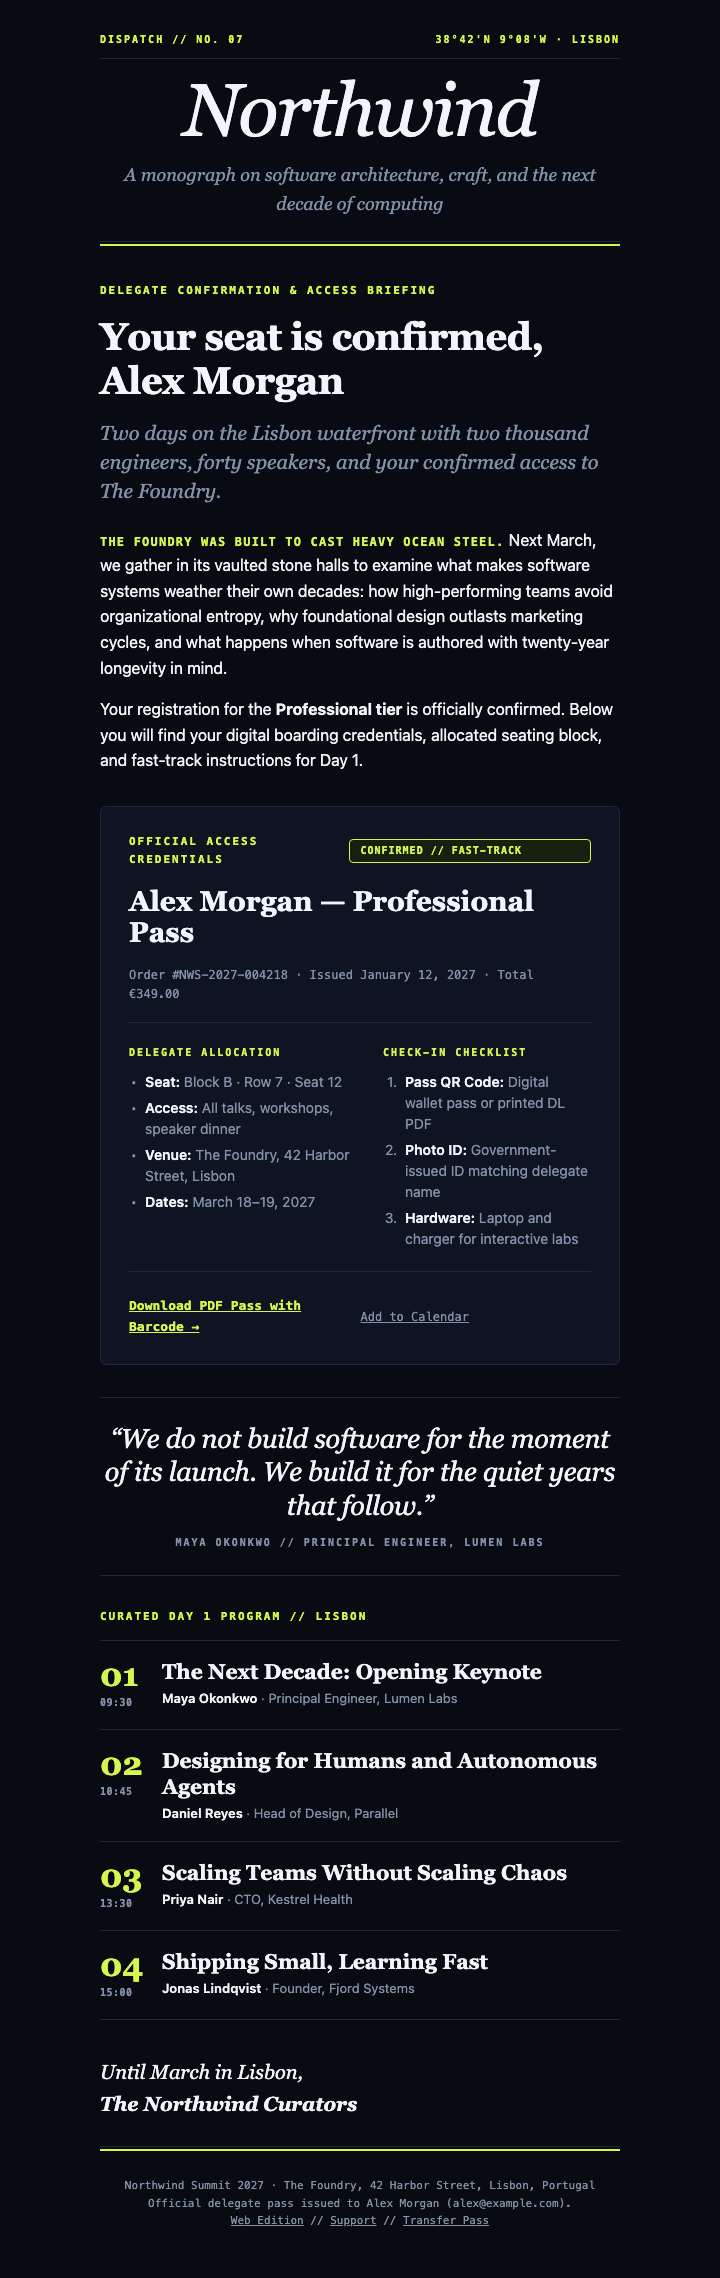 DISPATCH // NO. 07
38°42'N 9°08'W · LISBON
Northwind
A monograph on software architecture, craft, and the next
decade of computing
DELEGATE CONFIRMATION & ACCESS BRIEFING
Your seat is confirmed,
Alex Morgan
Two days on the Lisbon waterfront with two thousand
engineers, forty speakers, and your confirmed access to
The Foundry.
THE FOUNDRY WAS BUILT TO CAST HEAVY OCEAN STEEL. Next March,
we gather in its vaulted stone halls to examine what makes software
systems weather their own decades: how high-performing teams avoid
organizational entropy, why foundational design outlasts marketing
cycles, and what happens when software is authored with twenty-year
longevity in mind.
Your registration for the Professional tier is officially confirmed. Below
you will find your digital boarding credentials, allocated seating block,
and fast-track instructions for Day 1.
OFFICIAL ACCESS
CREDENTIALS
CONFIRMED // FAST-TRACK
Alex Morgan — Professional
Pass
Order #NWS-2027-004218 · Issued January 12, 2027 · Total
€349.00
DELEGATE ALLOCATION
• Seat: Block B · Row 7 · Seat 12
• Access: All talks, workshops,
speaker dinner
• Venue: The Foundry, 42 Harbor
Street, Lisbon
• Dates: March 18–19, 2027
CHECK-IN CHECKLIST
1. Pass QR Code: Digital
wallet pass or printed DL
PDF
2. Photo ID: Government-
issued ID matching delegate
name
3. Hardware: Laptop and
charger for interactive labs
Download PDF Pass with
Barcode →
Add to Calendar
“We do not build software for the moment
of its launch. We build it for the quiet years
that follow.”
MAYA OKONKWO // PRINCIPAL ENGINEER, LUMEN LABS
CURATED DAY 1 PROGRAM // LISBON
01
09:30
The Next Decade: Opening Keynote
Maya Okonkwo · Principal Engineer, Lumen Labs
02
10:45
Designing for Humans and Autonomous
Agents
Daniel Reyes · Head of Design, Parallel
03
13:30
Scaling Teams Without Scaling Chaos
Priya Nair · CTO, Kestrel Health
04
15:00
Shipping Small, Learning Fast
Jonas Lindqvist · Founder, Fjord Systems
Until March in Lisbon,
The Northwind Curators
Northwind Summit 2027 · The Foundry, 42 Harbor Street, Lisbon, Portugal
Official delegate pass issued to Alex Morgan (alex@example.com).
Web Edition // Support // Transfer Pass